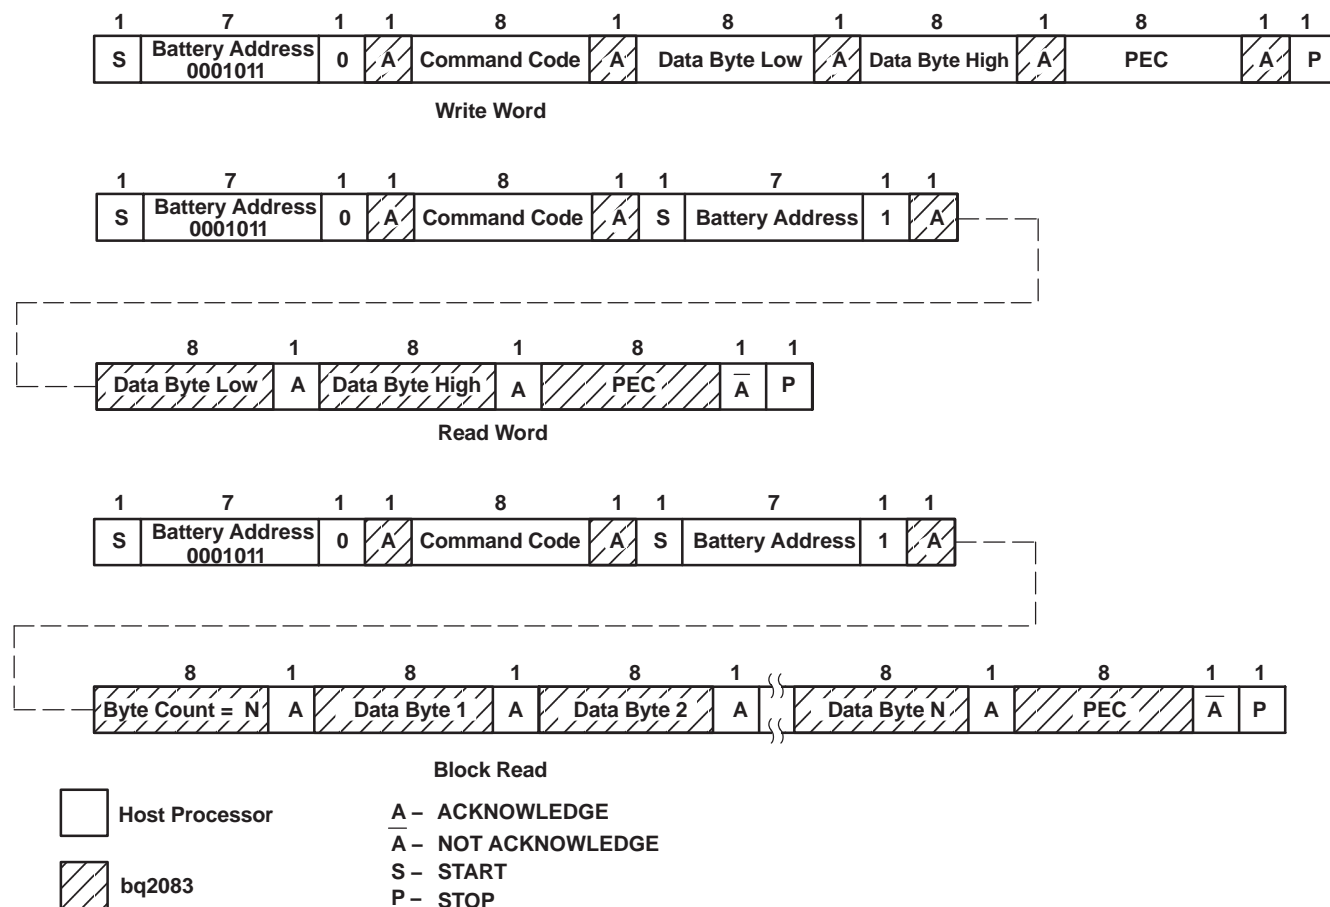 1 7 1 1 8 1 8 1 8 1 8 1 1
S Battery Address 0 A Command Code A Data Byte Low A Data Byte High A PEC A P
0001011
Write Word
1 7 1 1 8 1 1 7 1 1
S Battery Address 0 A Command Code A S Battery Address 1 A
0001011
8 1 8 1 8 1 1
Data Byte Low A Data Byte High A PEC A̅ P
Read Word
1 7 1 1 8 1 1 7 1 1
S Battery Address 0 A Command Code A S Battery Address 1 A
0001011
8 1 8 1 8 1 8 1 8 1 1
Byte Count = N A Data Byte 1 A Data Byte 2 A Data Byte N A PEC A̅ P
Block Read
Host Processor
A – ACKNOWLEDGE
A̅ – NOT ACKNOWLEDGE
S – START
bq2083
P – STOP